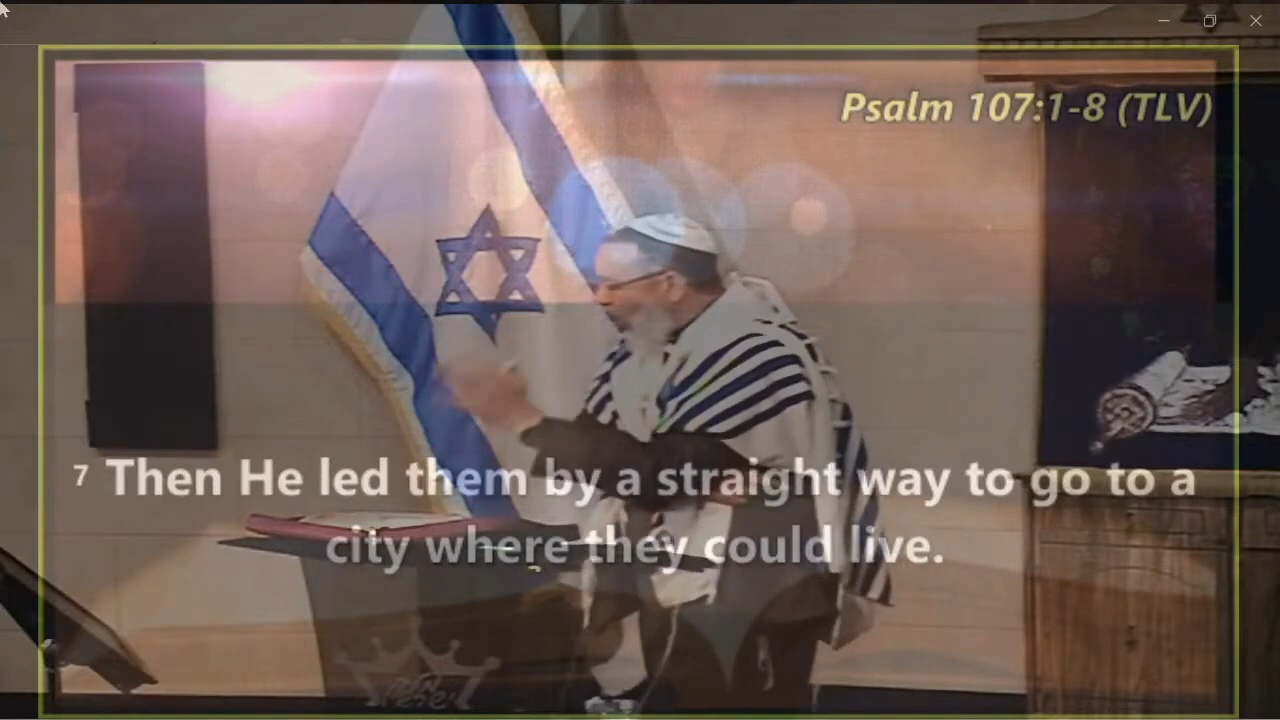 Psalm 107:1-8 (TLV)
7 Then He led them by a straight way to go to a
city where they could live.